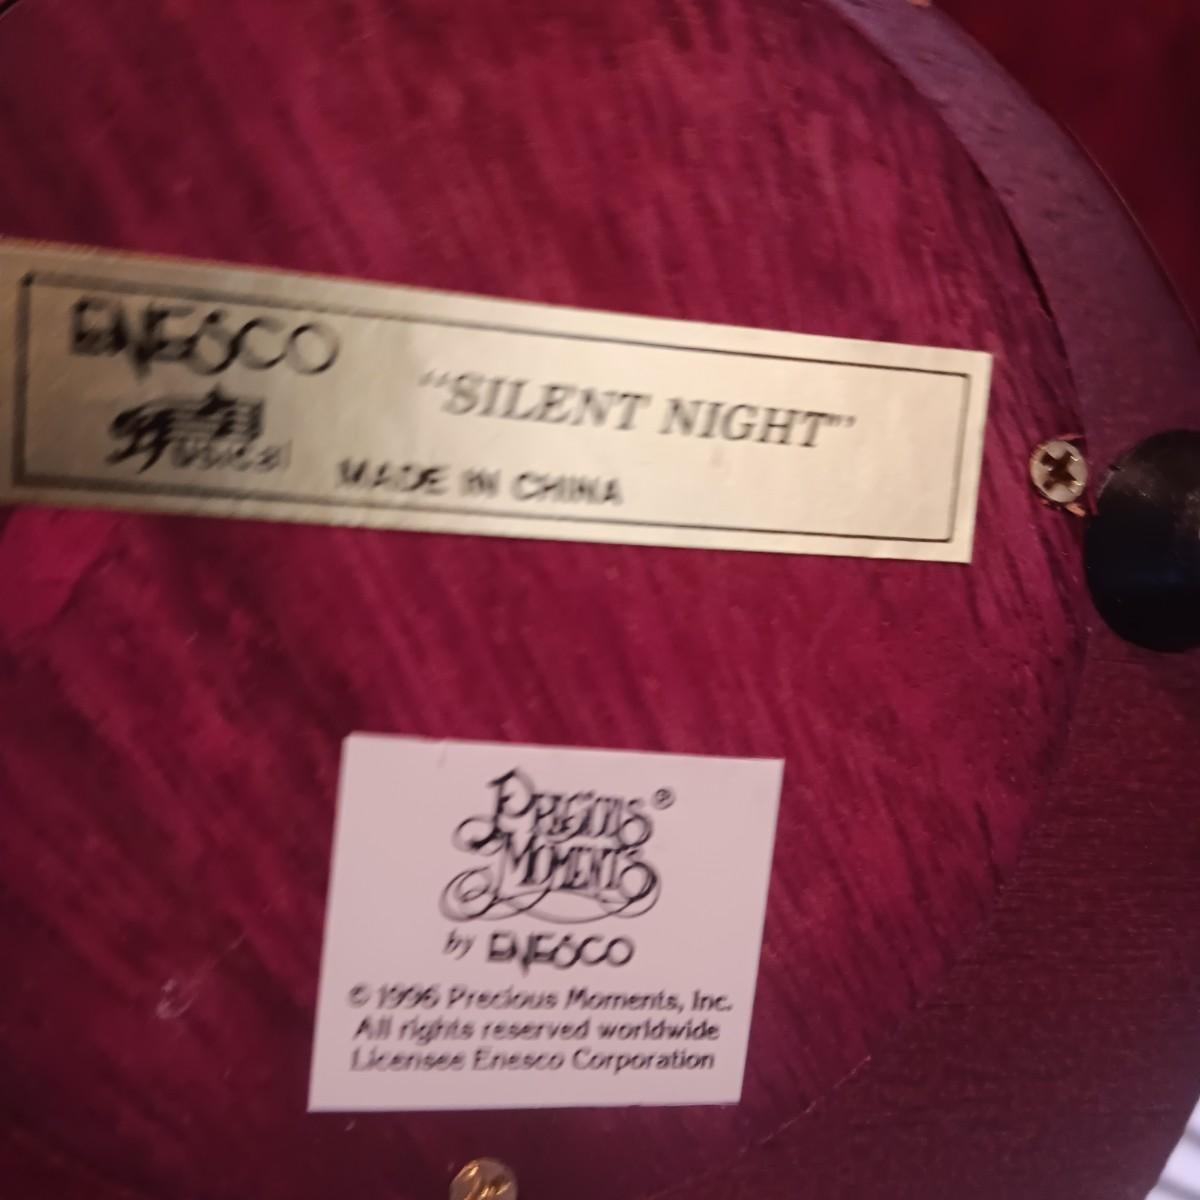 ENESCO
Musical
"SILENT NIGHT"
MADE IN CHINA
PRECIOUS ®
MOMENTS
by ENESCO
© 1996 Precious Moments, Inc.
All rights reserved worldwide
Licensee Enesco Corporation